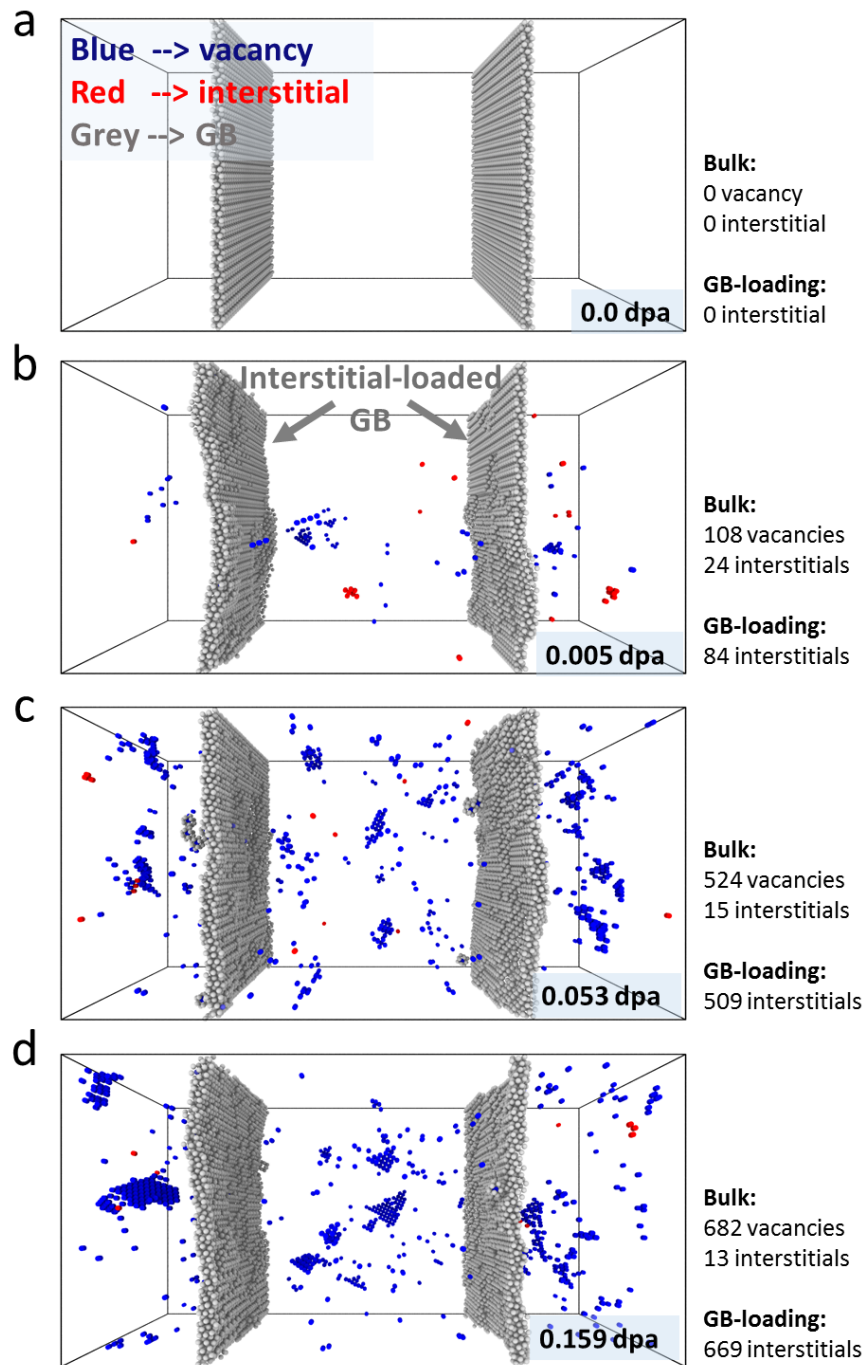 a
Blue --> vacancy
Red --> interstitial
Grey --> GB
Bulk:
0 vacancy
0 interstitial
GB-loading:
0 interstitial
0.0 dpa
b
Interstitial-loaded
GB
Bulk:
108 vacancies
24 interstitials
GB-loading:
84 interstitials
0.005 dpa
c
Bulk:
524 vacancies
15 interstitials
GB-loading:
509 interstitials
0.053 dpa
d
Bulk:
682 vacancies
13 interstitials
GB-loading:
669 interstitials
0.159 dpa